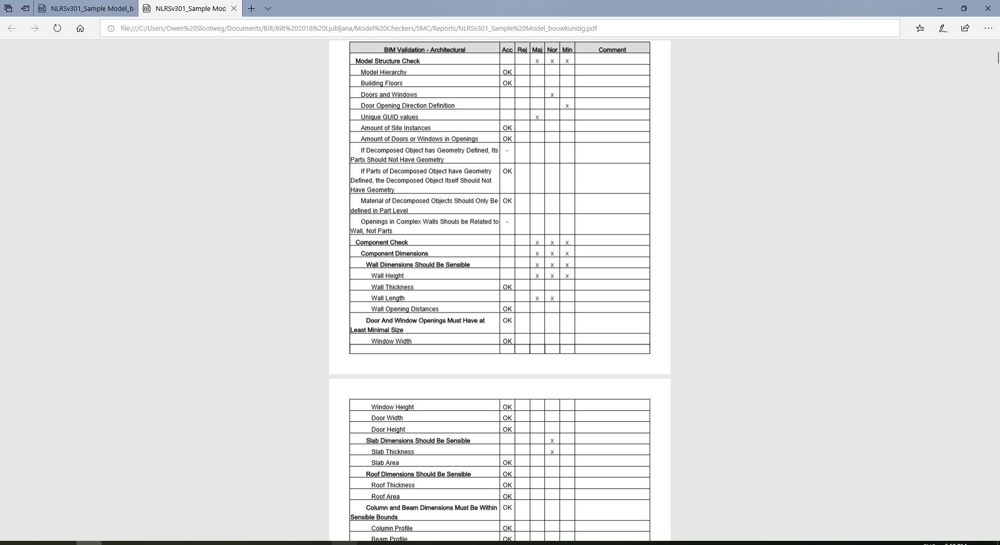 NLRSv301_Sample Model_b
NLRSv301_Sample Mod
file:///C:/Users/Owen%20Slootweg/Documents/Bilt/Bilt%202018%20Ljubljana/Model%20Checkers/SMC/Reports/NLRSv301_Sample%20Model_bouwkundig.pdf
BIM Validation - Architectural Acc Rej Maj Nor Min Comment
Model Structure Check x x x
Model Hierarchy OK
Building Floors OK
Doors and Windows x
Door Opening Direction Definition x
Unique GUID values x
Amount of Site Instances OK
Amount of Doors or Windows in Openings OK
If Decomposed Object has Geometry Defined, Its -
Parts Should Not Have Geometry
If Parts of Decomposed Object have Geometry OK
Defined, the Decomposed Object Itself Should Not
Have Geometry
Material of Decomposed Objects Should Only Be OK
defined in Part Level
Openings in Complex Walls Shouls be Related to -
Wall, Not Parts
Component Check x x x
Component Dimensions x x x
Wall Dimensions Should Be Sensible x x x
Wall Height x x x
Wall Thickness OK
Wall Length x x
Wall Opening Distances OK
Door And Window Openings Must Have at OK
Least Minimal Size
Window Width OK
Window Height OK
Door Width OK
Door Height OK
Slab Dimensions Should Be Sensible x
Slab Thickness x
Slab Area OK
Roof Dimensions Should Be Sensible OK
Roof Thickness OK
Roof Area OK
Column and Beam Dimensions Must Be Within OK
Sensible Bounds
Column Profile OK
Beam Profile OK